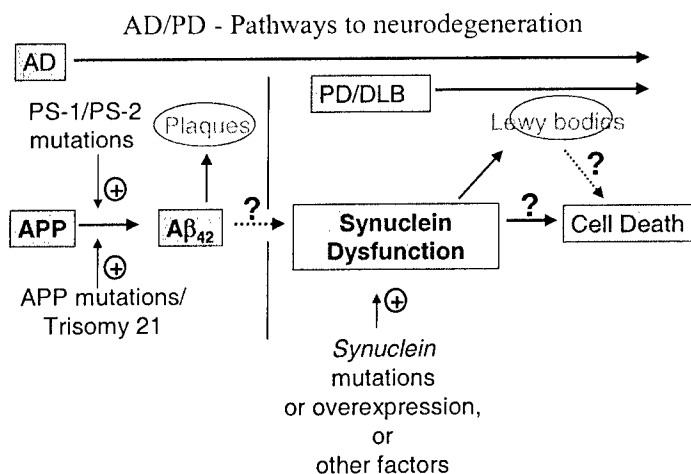 AD/PD - Pathways to neurodegeneration
AD
PD/DLB
PS-1/PS-2
mutations
Plaques
Lewy bodies
+
?
APP
Aβ42
?
Synuclein
Dysfunction
?
Cell Death
+
APP mutations/
Trisomy 21
+
Synuclein
mutations
or overexpression,
or
other factors